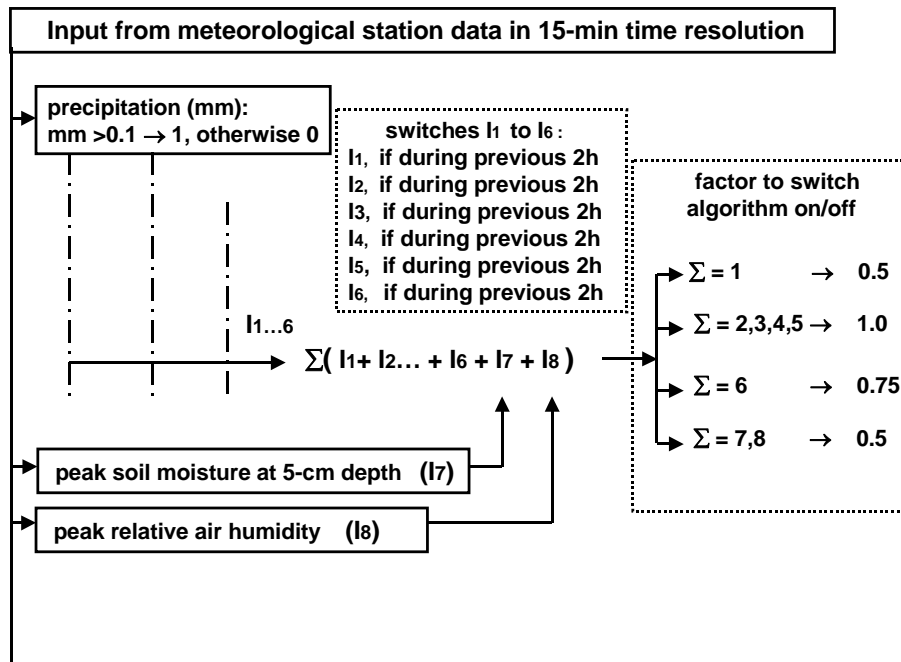 Input from meteorological station data in 15-min time resolution
precipitation (mm):
mm >0.1 → 1, otherwise 0
switches I1 to I6 :
I1, if during previous 2h
I2, if during previous 2h
I3, if during previous 2h
I4, if during previous 2h
I5, if during previous 2h
I6, if during previous 2h
factor to switch
algorithm on/off
Σ = 1 → 0.5
Σ = 2,3,4,5 → 1.0
Σ = 6 → 0.75
Σ = 7,8 → 0.5
I1…6
Σ( I1+ I2… + I6 + I7 + I8 )
peak soil moisture at 5-cm depth (I7)
peak relative air humidity (I8)